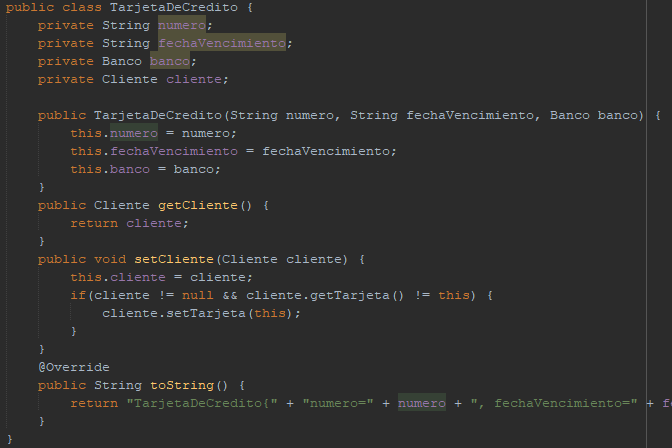 public class TarjetaDeCredito {
private String numero;
private String fechaVencimiento;
private Banco banco;
private Cliente cliente;
public TarjetaDeCredito(String numero, String fechaVencimiento, Banco banco) {
this.numero = numero;
this.fechaVencimiento = fechaVencimiento;
this.banco = banco;
}
public Cliente getCliente() {
return cliente;
}
public void setCliente(Cliente cliente) {
this.cliente = cliente;
if(cliente != null && cliente.getTarjeta() != this) {
cliente.setTarjeta(this);
}
}
@Override
public String toString() {
return "TarjetaDeCredito{" + "numero=" + numero + ", fechaVencimiento=" +
}
}